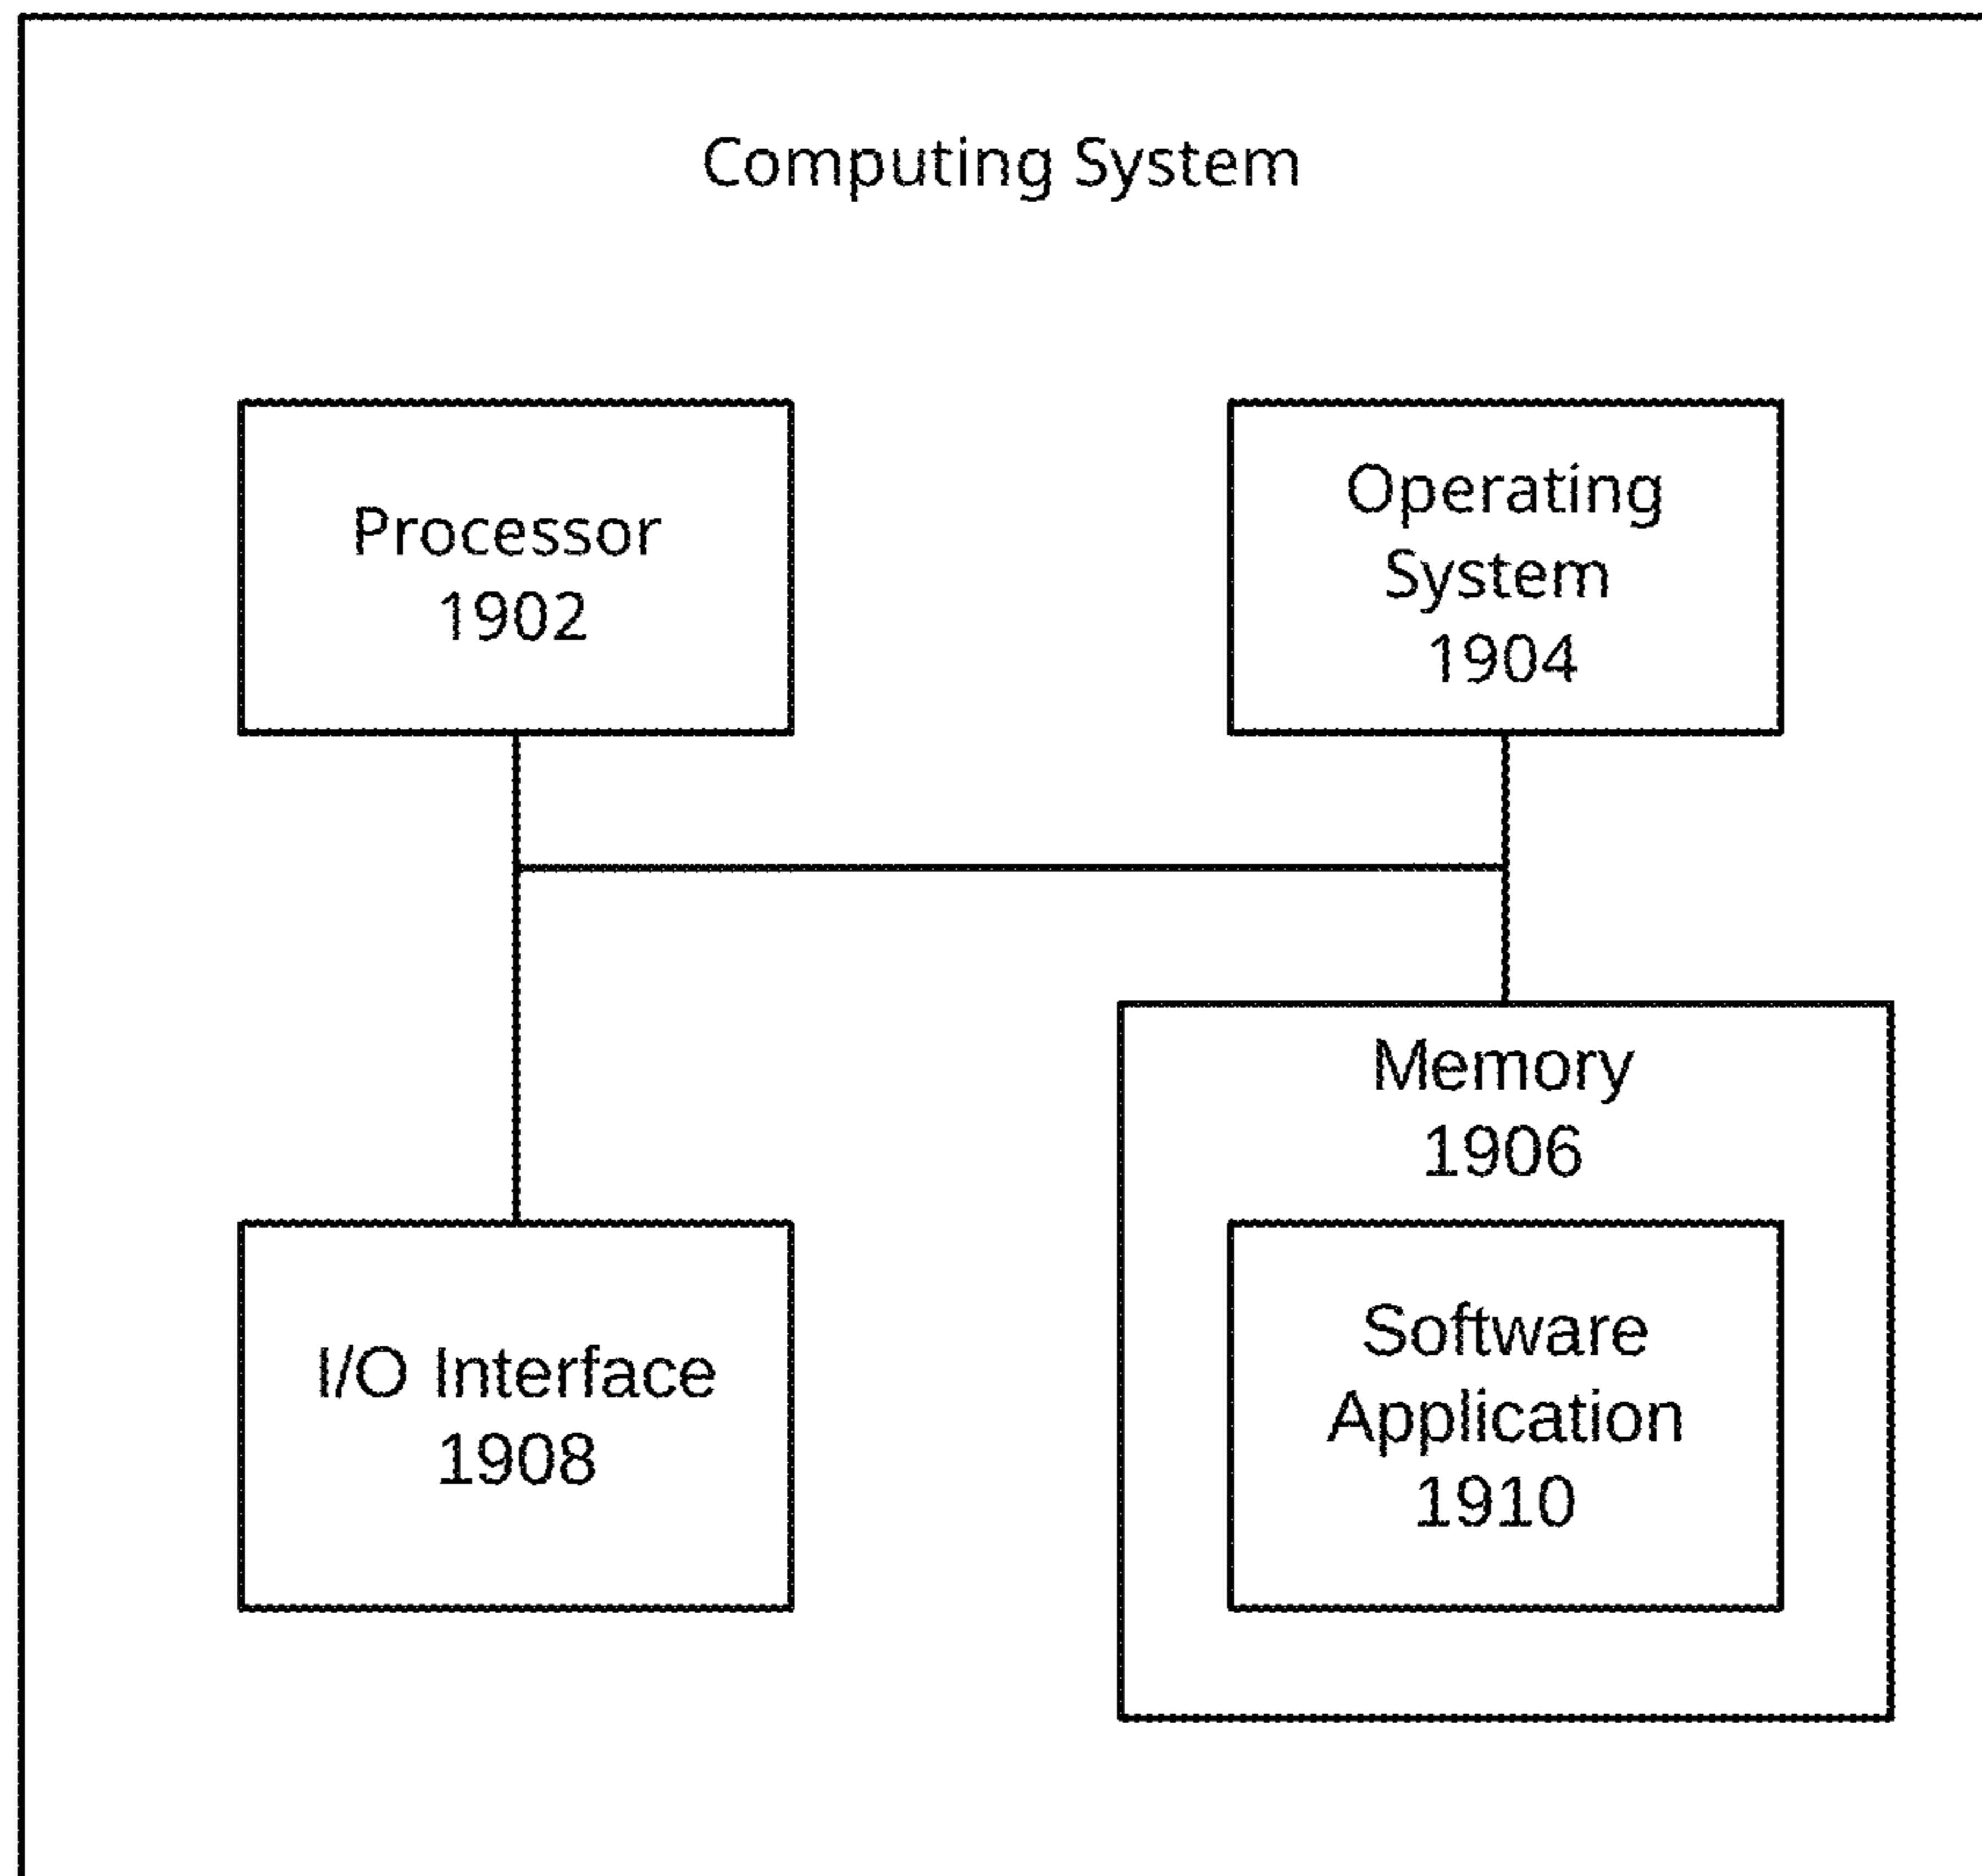 Computing System
Processor
1902
Operating
System
1904
Memory
1906
I/O Interface
1908
Software
Application
1910